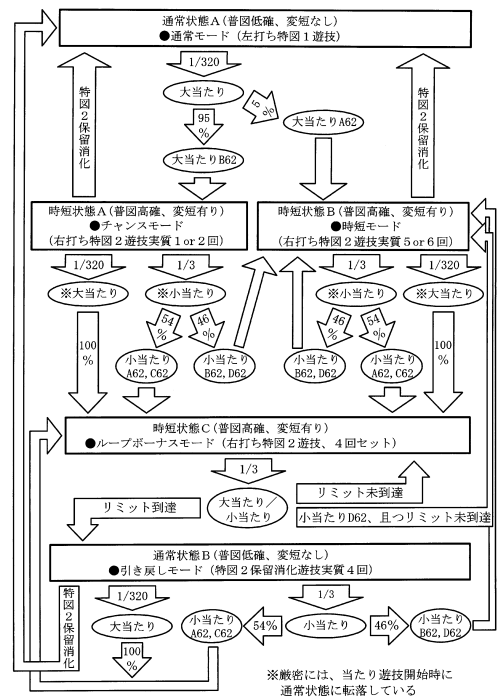 通常状態A(普図低確、変短なし)
●通常モード(左打ち特図1遊技)
1/320
大当たり
5%
95%
大当たりA62
大当たりB62
特図2保留消化
特図2保留消化
時短状態A(普図高確、変短有り)
●チャンスモード
(右打ち特図2遊技実質1or2回)
時短状態B(普図高確、変短有り)
●時短モード
(右打ち特図2遊技実質5or6回)
1/320
1/3
1/3
1/320
※大当たり
※小当たり
※小当たり
※大当たり
100%
54%
46%
46%
54%
100%
小当たり
A62,C62
小当たり
B62,D62
小当たり
B62,D62
小当たり
A62,C62
時短状態C(普図高確、変短有り)
●ループボーナスモード(右打ち特図2遊技、4回セット)
1/3
大当たり/
小当たり
リミット到達
リミット未到達
小当たりD62、且つリミット未到達
通常状態B(普図低確、変短なし)
●引き戻しモード(特図2保留消化遊技実質4回)
特図2保留消化
1/320
1/3
大当たり
小当たり
A62,C62
54%
小当たり
46%
小当たり
B62,D62
100%
※厳密には、当たり遊技開始時に
通常状態に転落している